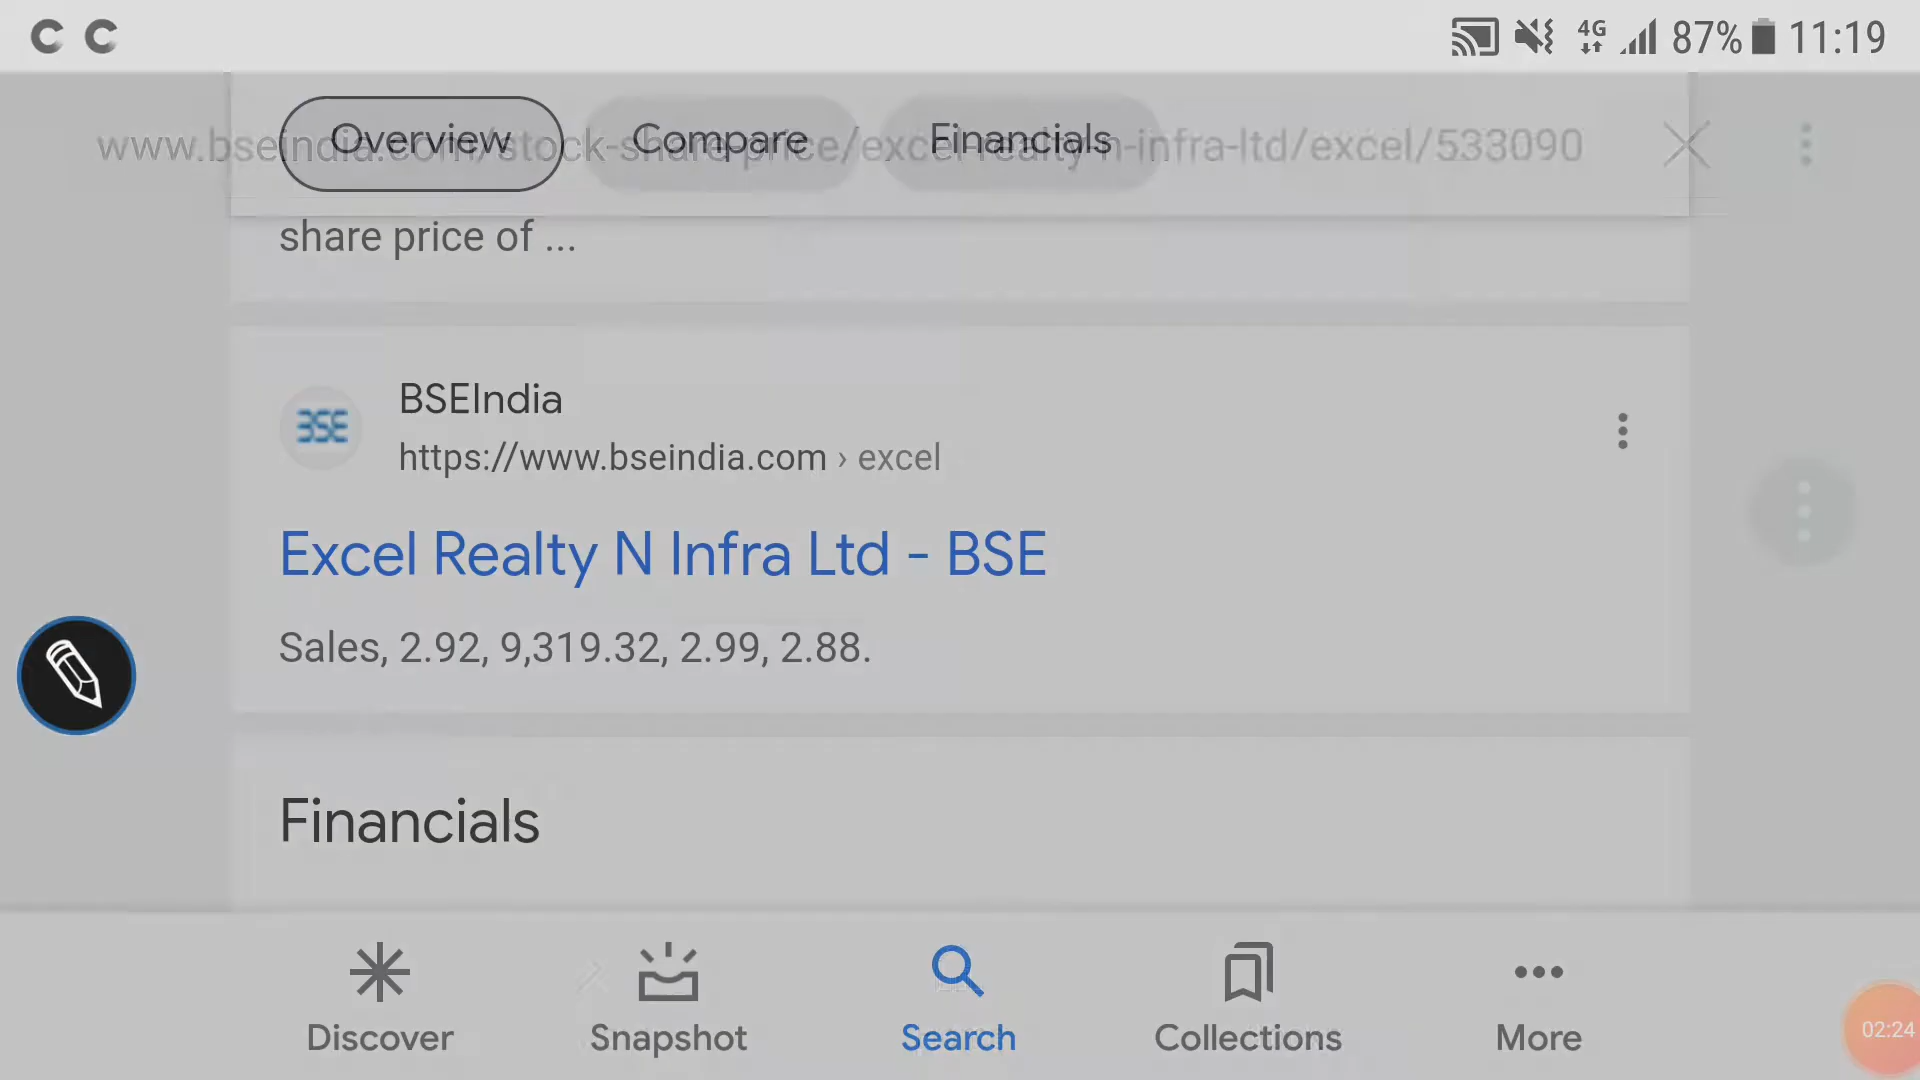 C C 4G 87% 11:19
Overview Compare Financials
www.bseindia.com/stock-share-price/excel-realty-n-infra-ltd/excel/533090
share price of ...
BSE
BSEIndia
https://www.bseindia.com › excel
Excel Realty N Infra Ltd - BSE
Sales, 2.92, 9,319.32, 2.99, 2.88.
Financials
Discover Snapshot Search Collections More
02:24